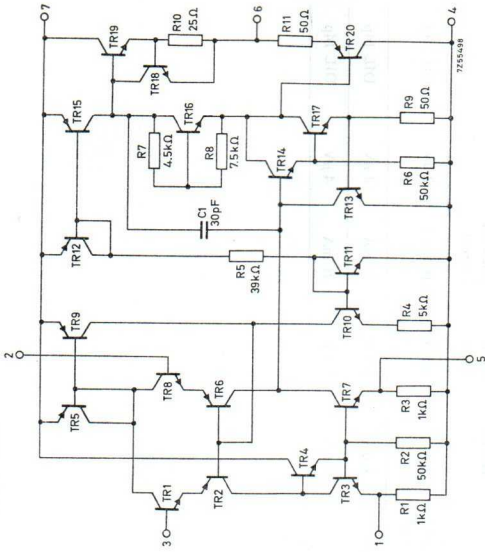 7
6
4
2
3
1
5
TR19
R10
25Ω
R11
50Ω
TR20
7Z55498
TR18
TR15
R7
4.5kΩ
TR16
R8
7.5kΩ
TR17
R9
50Ω
TR14
R6
50kΩ
TR13
C1
30pF
TR12
R5
39kΩ
TR11
TR9
TR10
R4
5kΩ
TR5
TR8
TR6
TR7
R3
1kΩ
TR1
TR2
TR4
TR3
R2
50kΩ
R1
1kΩ